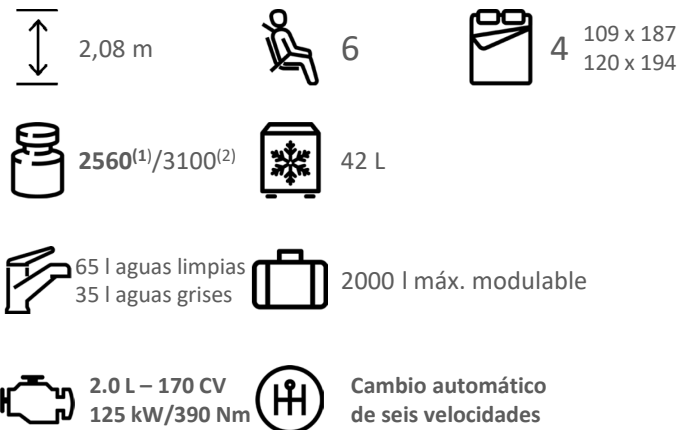 2,08 m
6
4
109 x 187
120 x 194
2560(1)/3100(2)
42 L
65 l aguas limpias
35 l aguas grises
2000 l máx. modulable
2.0 L – 170 CV
125 kW/390 Nm
Cambio automático
de seis velocidades